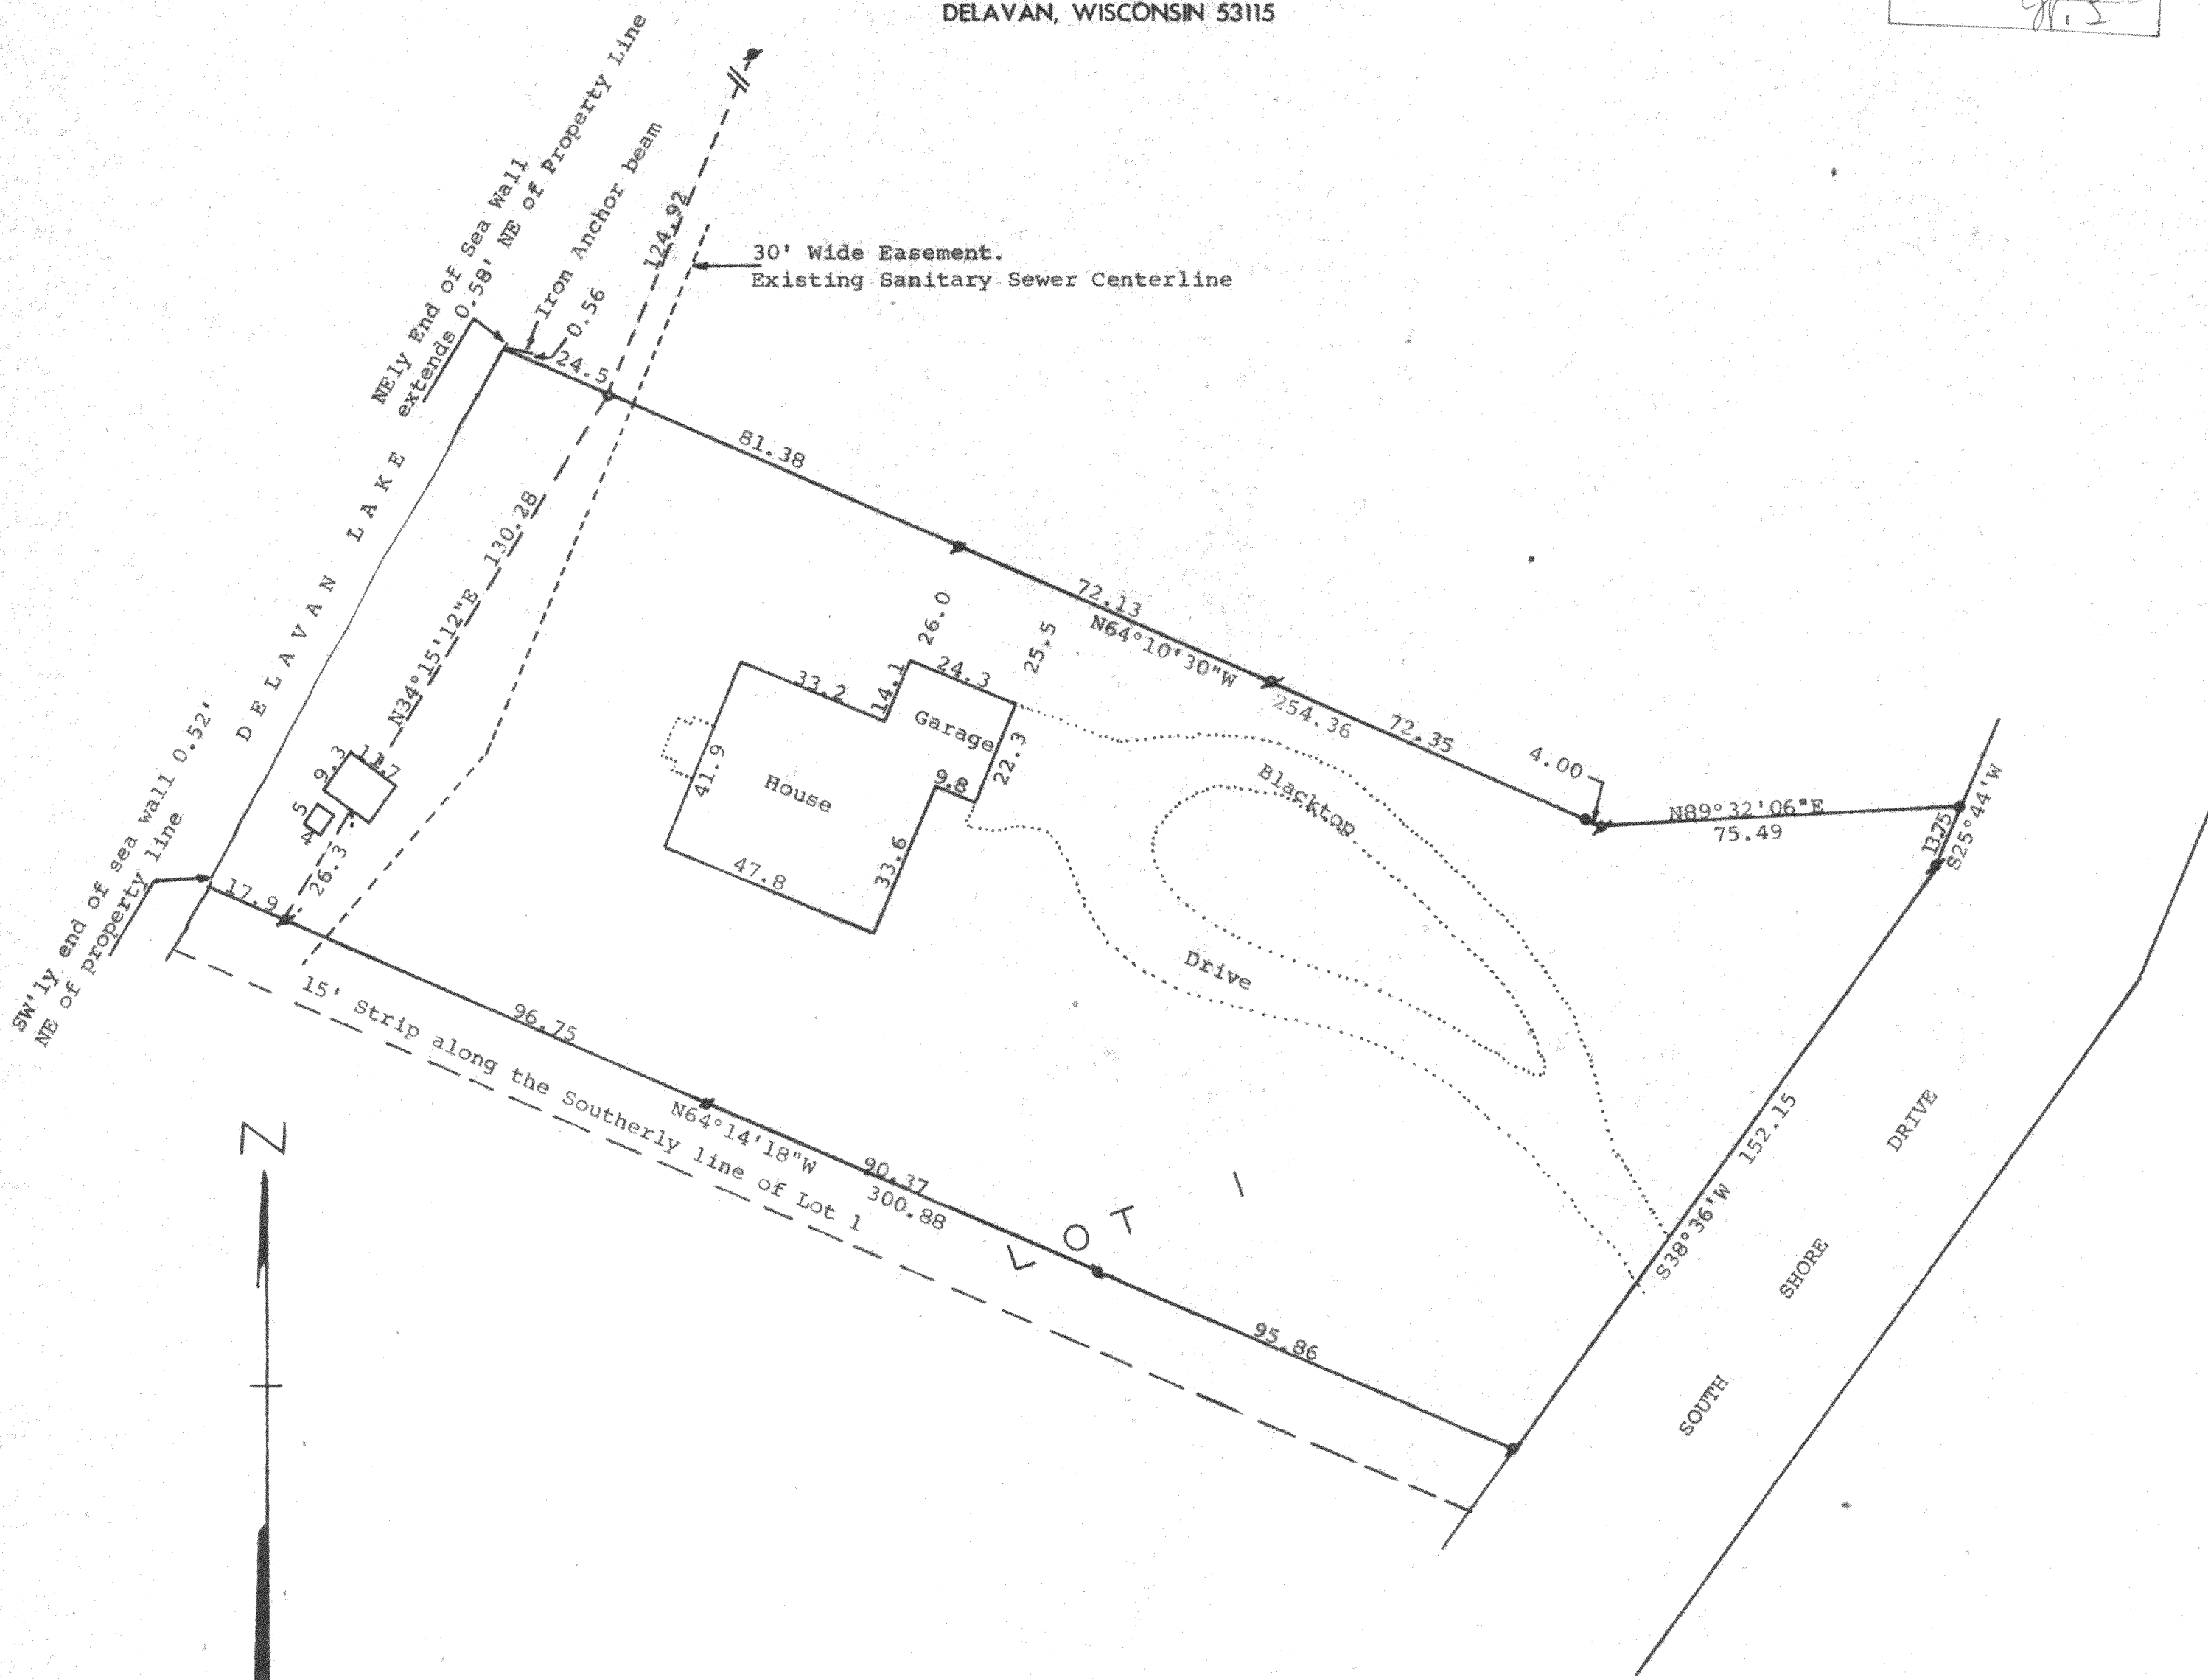 DELAVAN, WISCONSIN 53115
NEly End of Sea Wall
extends 0.58' NE of Property Line
Iron Anchor beam
0.56
124.92
30' Wide Easement.
Existing Sanitary Sewer Centerline
24.5
81.38
72.13
N64°10'30"W
254.36
72.35
4.00
N89°32'06"E
75.49
13.75
S25°44'W
DELAVAN LAKE
N34°15'12"E 130.28
26.0
25.5
33.2
14.1
24.3
Garage
22.3
9.8
House
41.9
47.8
33.6
Blacktop
Drive
9.3
11.7
5
4
26.3
17.9
SW'ly end of sea wall 0.52'
NE of property line
96.75
15' Strip along the Southerly line of Lot 1
N64°14'18"W
90.37
300.88
LOT 1
95.86
S38°36'W 152.15
SOUTH SHORE DRIVE
N